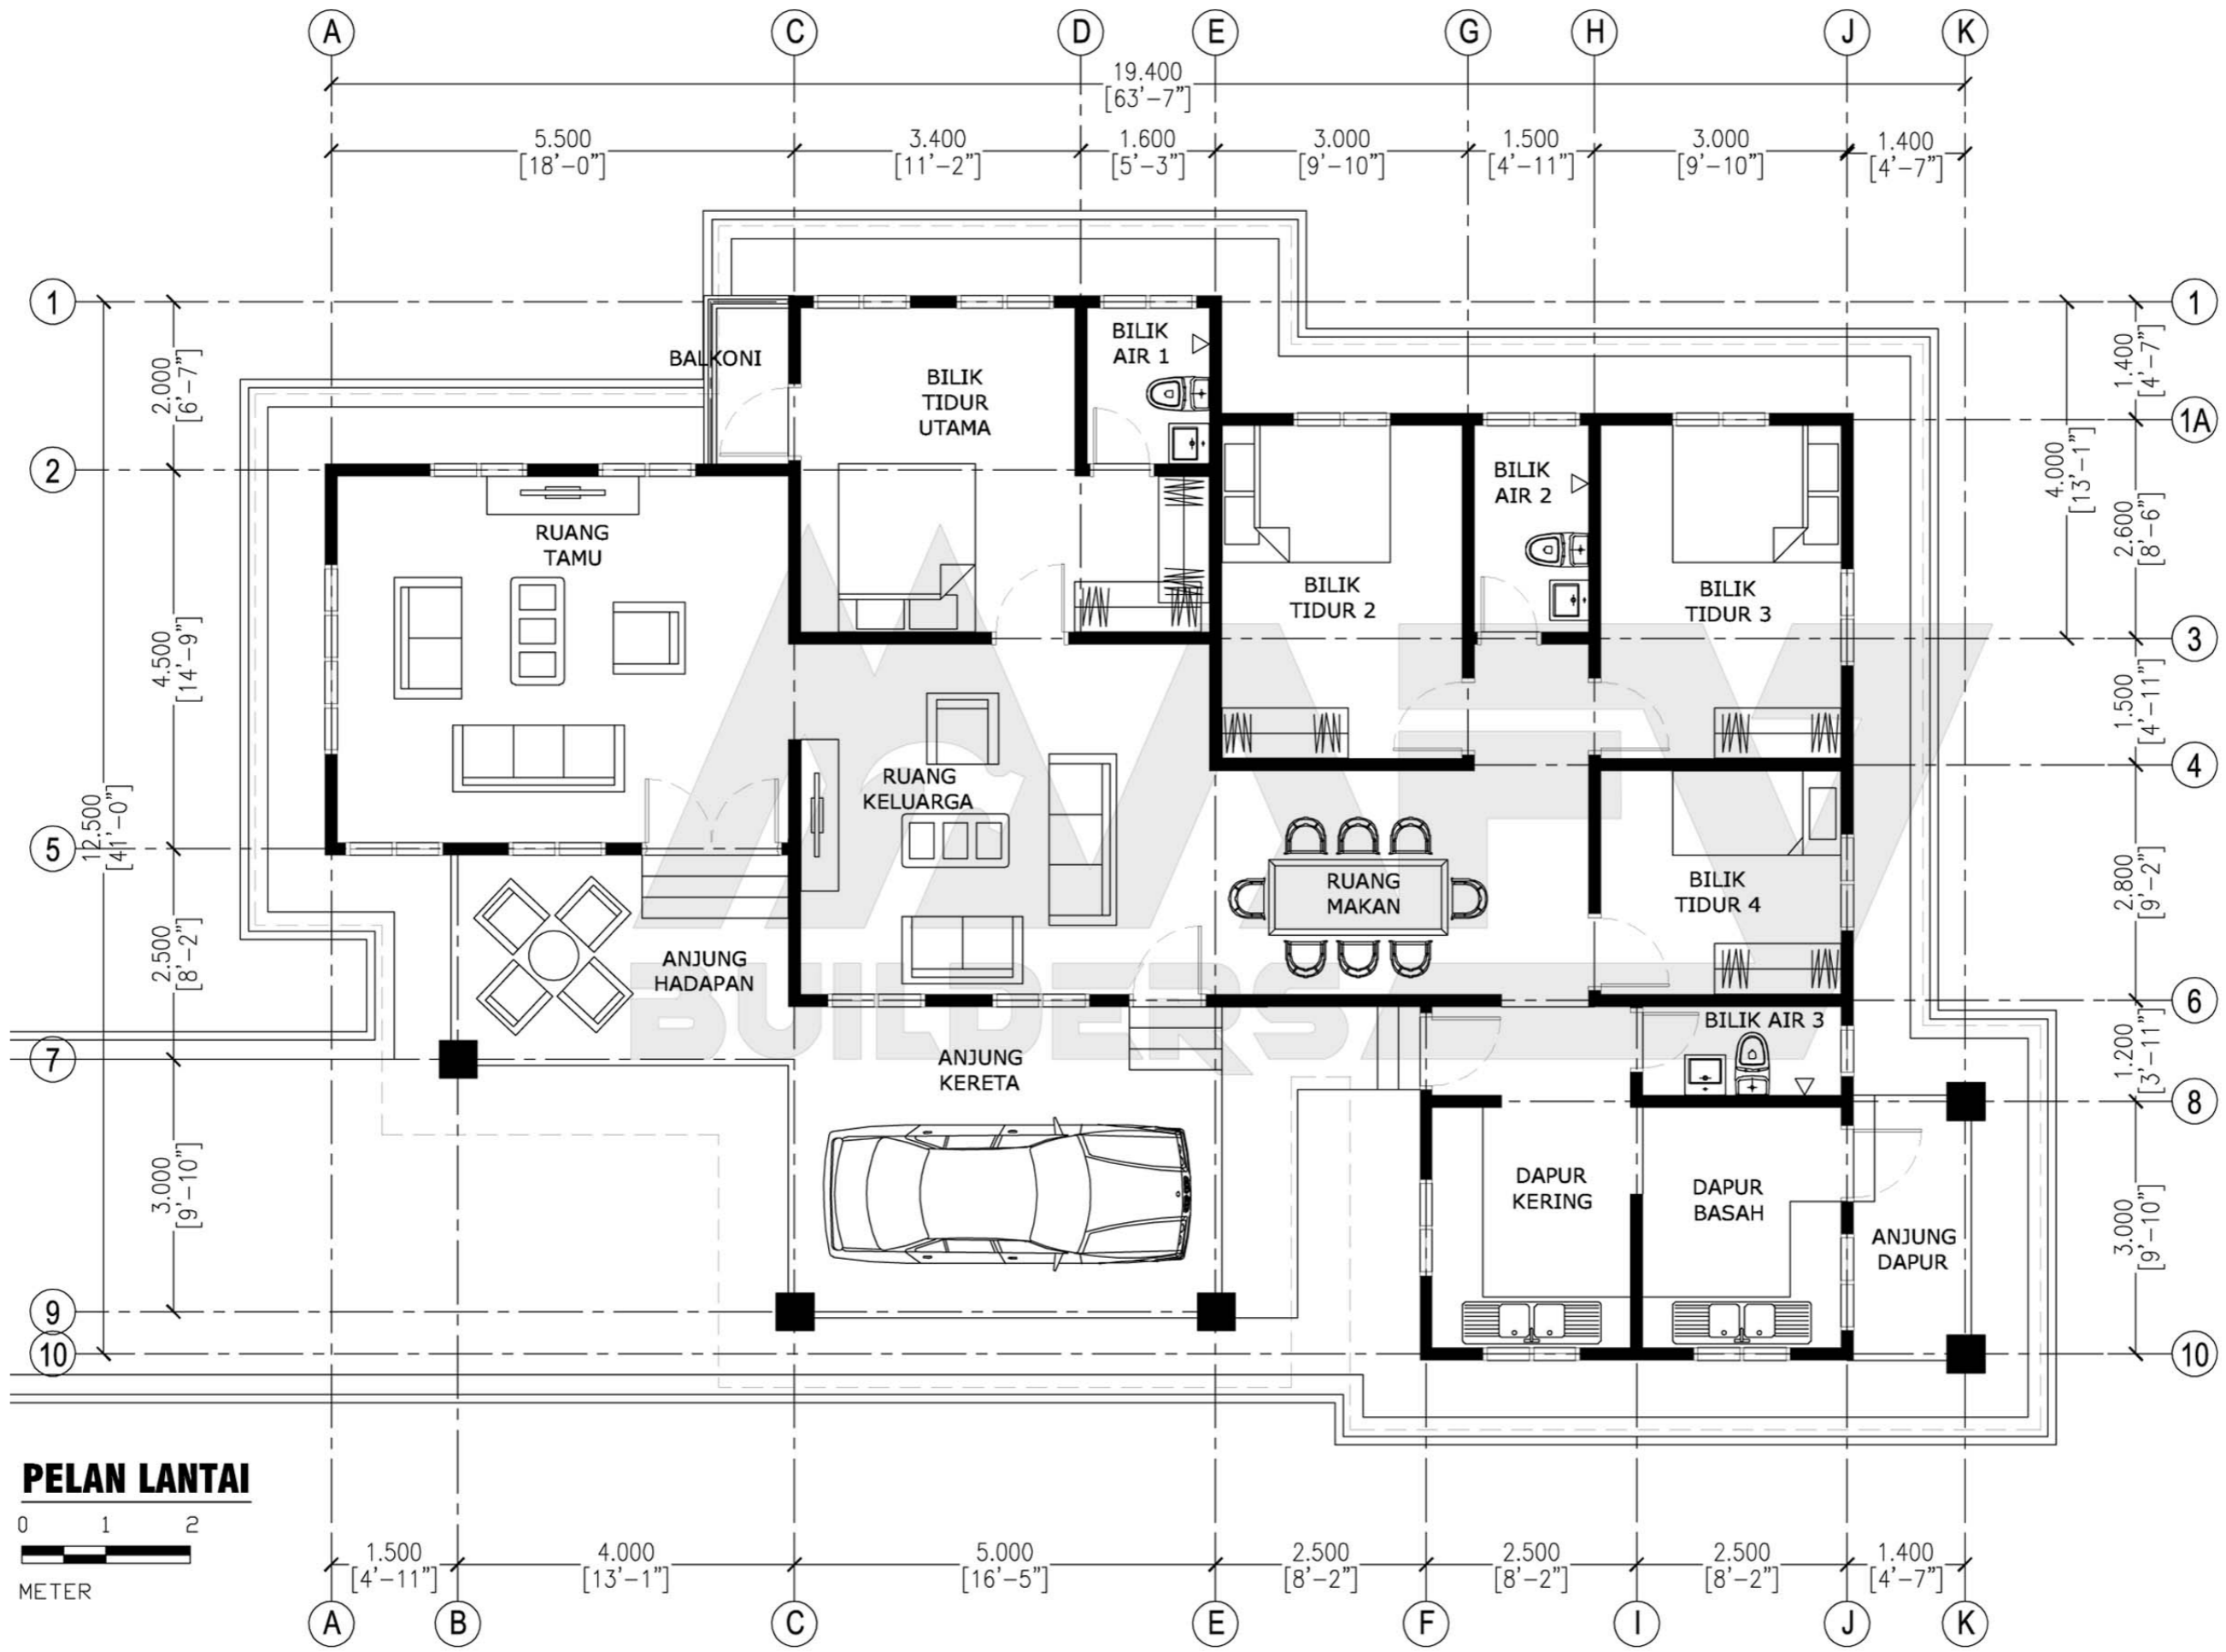 A C D E G H J K
19.400
[63'-7"]
5.500 3.400 1.600 3.000 1.500 3.000 1.400
[18'-0"] [11'-2"] [5'-3"] [9'-10"] [4'-11"] [9'-10"] [4'-7"]
1 1
2.000
[6'-7"]
1.400
[4'-7"]
1A
2
4.000
[13'-1"]
2.600
[8'-6"]
3
4.500
[14'-9"]
1.500
[4'-11"]
4
12.500
[41'-0"]
5
2.800
[9'-2"]
2.500
[8'-2"]
6
1.200
[3'-11"]
7
8
3.000
[9'-10"]
3.000
[9'-10"]
9
10 10
BALKONI
BILIK
TIDUR
UTAMA
BILIK
AIR 1
RUANG
TAMU
BILIK
TIDUR 2
BILIK
AIR 2
BILIK
TIDUR 3
RUANG
KELUARGA
RUANG
MAKAN
BILIK
TIDUR 4
ANJUNG
HADAPAN
BILIK AIR 3
ANJUNG
KERETA
DAPUR
KERING
DAPUR
BASAH
ANJUNG
DAPUR
BUILDERS
PELAN LANTAI
0 1 2
METER
1.500 4.000 5.000 2.500 2.500 2.500 1.400
[4'-11"] [13'-1"] [16'-5"] [8'-2"] [8'-2"] [8'-2"] [4'-7"]
A B C E F I J K